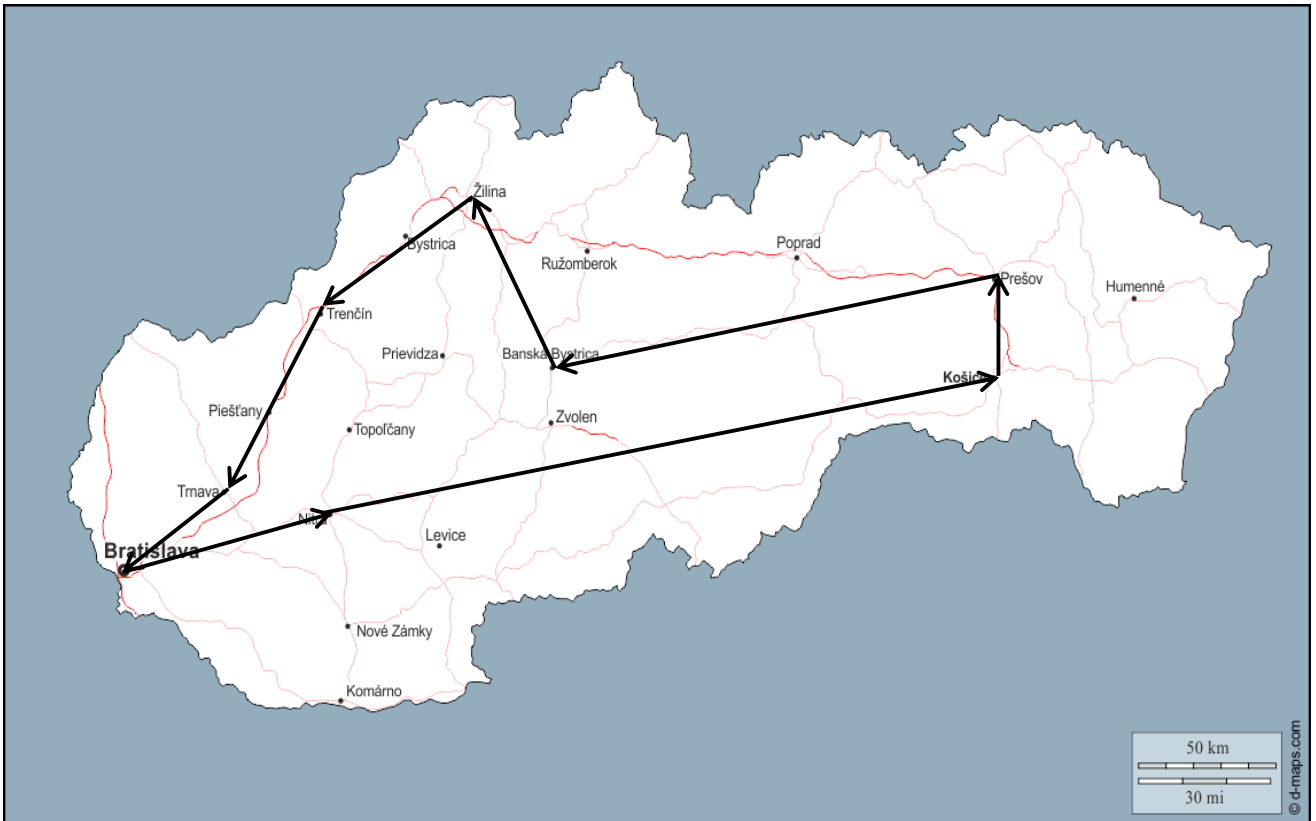 Žilina
Bystrica
Ružomberok
Poprad
Prešov
Humenné
Trenčín
Prievidza
Banská Bystrica
Košice
Piešťany
Topoľčany
Zvolen
Trnava
Nitra
Levice
Bratislava
Nové Zámky
Komárno
50 km
30 mi
© d-maps.com